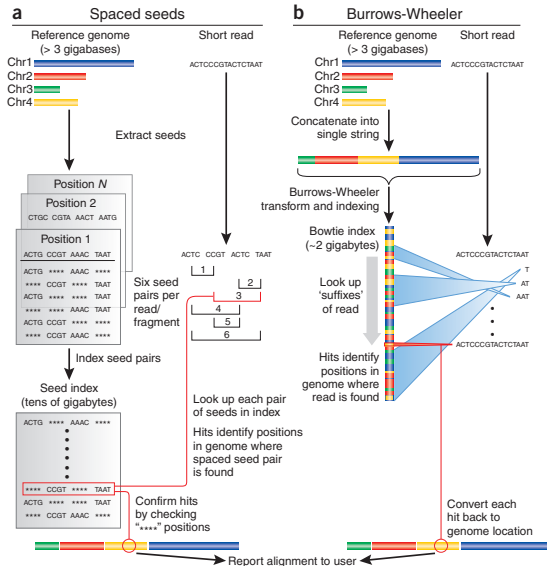 a
Spaced seeds
Reference genome
(> 3 gigabases)
Short read
Chr1
Chr2
Chr3
Chr4
ACTCCCGTACTCTAAT
Extract seeds
Position N
Position 2
CTGC CGTA AACT AATG
Position 1
ACTG CCGT AAAC TAAT
ACTG **** AAAC ****
**** CCGT **** TAAT
ACTG **** **** TAAT
**** CCGT AAAC ****
ACTG CCGT **** ****
**** **** AAAC TAAT
Six seed
pairs per
read/
fragment
ACTC CCGT ACTC TAAT
1
2
3
4
5
6
Index seed pairs
Seed index
(tens of gigabytes)
ACTG **** AAAC ****
**** CCGT **** TAAT
ACTG **** **** TAAT
**** CCGT AAAC ****
Look up each pair
of seeds in index
Hits identify positions
in genome where
spaced seed pair
is found
Confirm hits
by checking
“****” positions
b
Burrows-Wheeler
Reference genome
(> 3 gigabases)
Short read
Chr1
Chr2
Chr3
Chr4
ACTCCCGTACTCTAAT
Concatenate into
single string
Burrows-Wheeler
transform and indexing
Bowtie index
(~2 gigabytes)
Look up
‘suffixes’
of read
ACTCCCGTACTCTAAT
T
AT
AAT
ACTCCCGTACTCTAAT
Hits identify
positions in
genome where
read is found
Convert each
hit back to
genome location
Report alignment to user